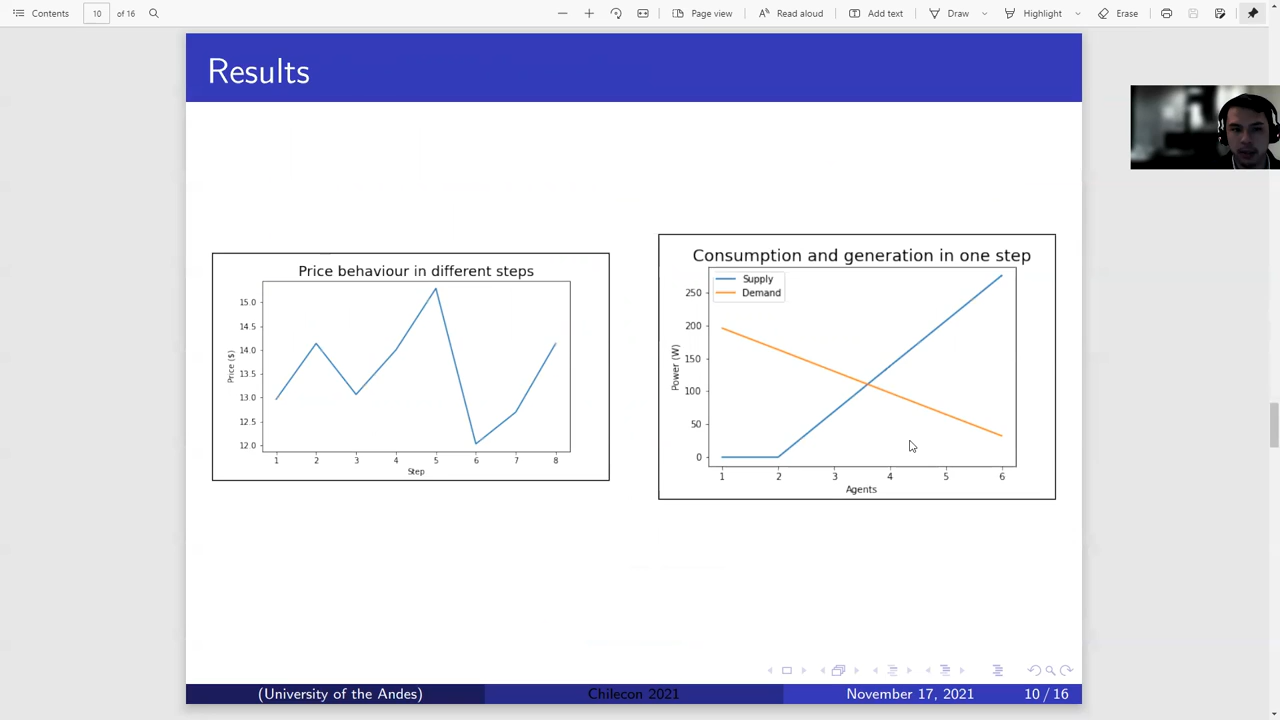 Contents 10 of 16 Page view Read aloud Add text Draw Highlight Erase
Results
Price behaviour in different steps
15.0
14.5
14.0
13.5
13.0
12.5
12.0
Price ($)
1 2 3 4 5 6 7 8
Step
Consumption and generation in one step
Supply
Demand
250
200
150
100
50
0
Power (W)
1 2 3 4 5 6
Agents
(University of the Andes) Chilecon 2021 November 17, 2021 10 / 16